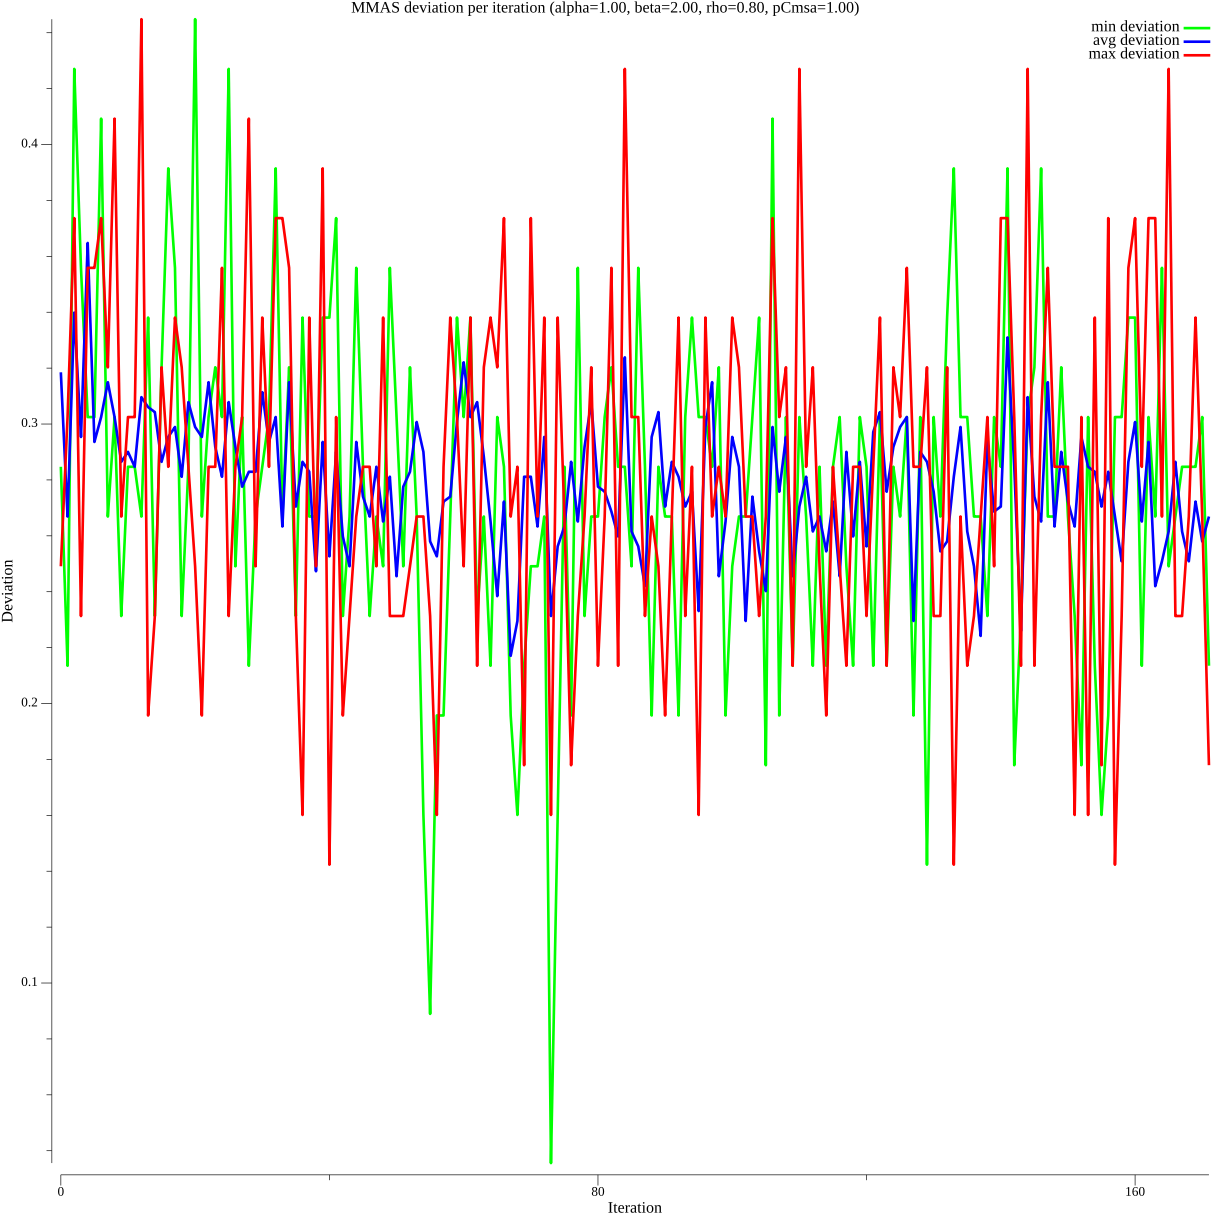 MMAS deviation per iteration (alpha=1.00, beta=2.00, rho=0.80, pCmsa=1.00)
min deviation
avg deviation
max deviation
0.4
0.3
0.2
0.1
Deviation
0
80
160
Iteration